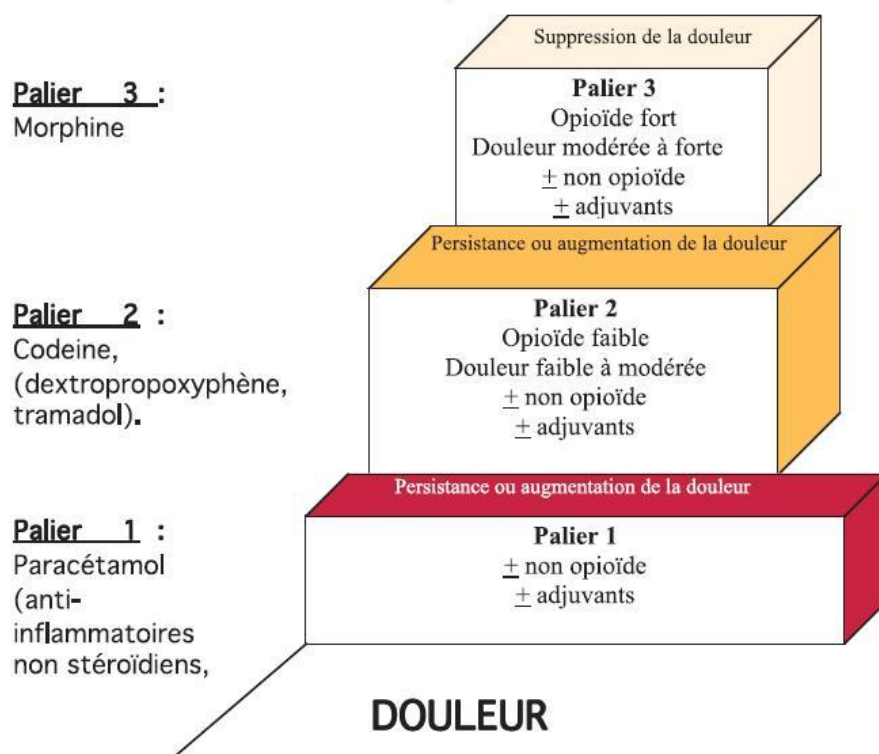 Suppression de la douleur
Palier 3 :
Morphine
Palier 3
Opioïde fort
Douleur modérée à forte
± non opioïde
± adjuvants
Persistance ou augmentation de la douleur
Palier 2 :
Codeine,
(dextropropoxyphène,
tramadol).
Palier 2
Opioïde faible
Douleur faible à modérée
± non opioïde
± adjuvants
Persistance ou augmentation de la douleur
Palier 1 :
Paracétamol
(anti-
inflammatoires
non stéroïdiens,
Palier 1
± non opioïde
± adjuvants
DOULEUR